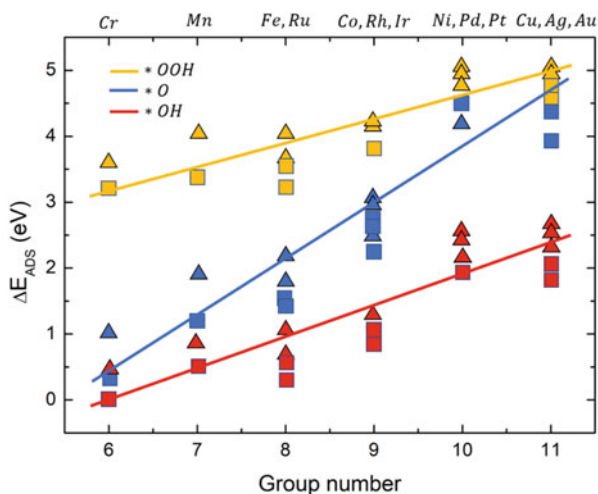 Cr Mn Fe, Ru Co, Rh, Ir Ni, Pd, Pt Cu, Ag, Au
* OOH
* O
* OH
5
4
3
2
1
0
ΔE_ADS (eV)
6 7 8 9 10 11
Group number